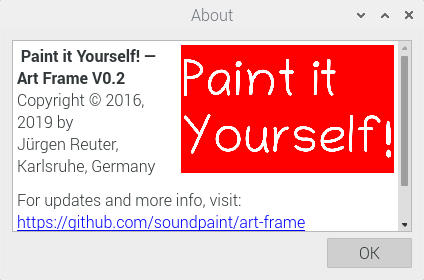 About
Paint it Yourself! —
Art Frame V0.2
Copyright © 2016,
2019 by
Jürgen Reuter,
Karlsruhe, Germany
Paint it
Yourself!
For updates and more info, visit:
https://github.com/soundpaint/art-frame
OK